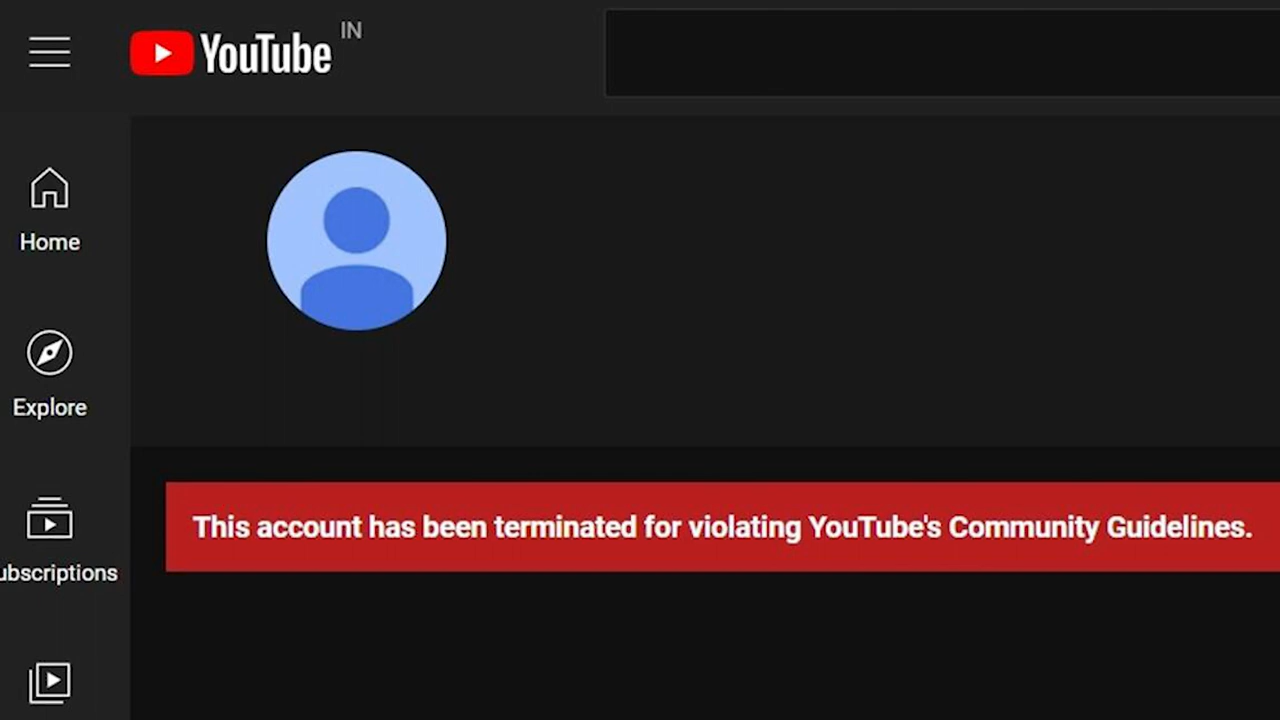 YouTube IN
Home
Explore
ubscriptions
This account has been terminated for violating YouTube's Community Guidelines.